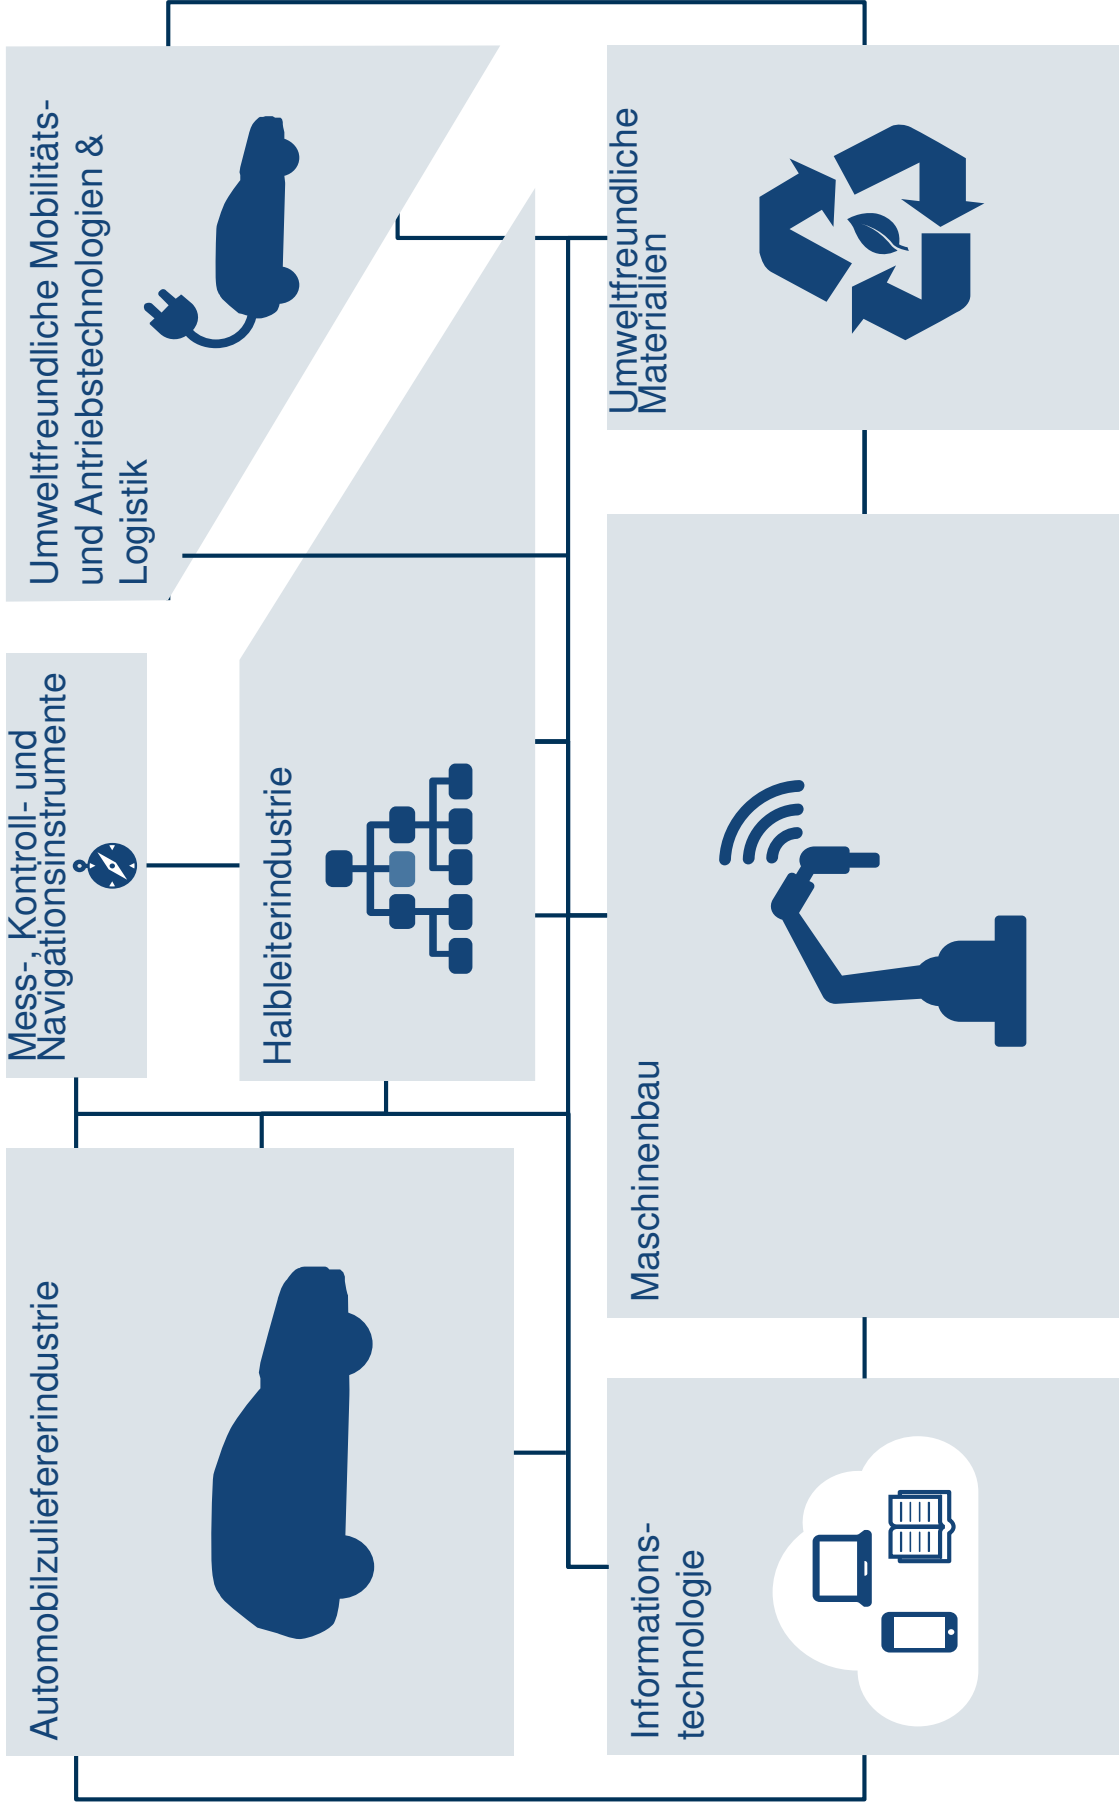 Automobilzuliefererindustrie
Mess-, Kontroll- und
Navigationsinstrumente
Umweltfreundliche Mobilitäts-
und Antriebstechnologien &
Logistik
Halbleiterindustrie
Informations-
technologie
Maschinenbau
Umweltfreundliche
Materialien